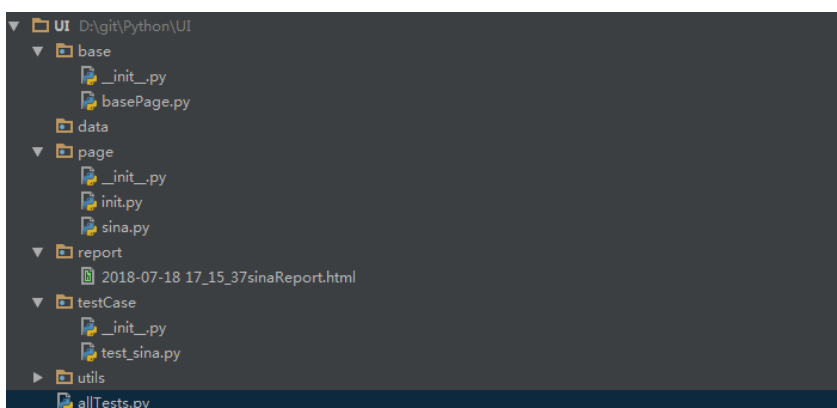 UI D:\git\Python\UI
base
__init__.py
basePage.py
data
page
__init__.py
init.py
sina.py
report
2018-07-18 17_15_37sinaReport.html
testCase
__init__.py
test_sina.py
utils
allTests.py